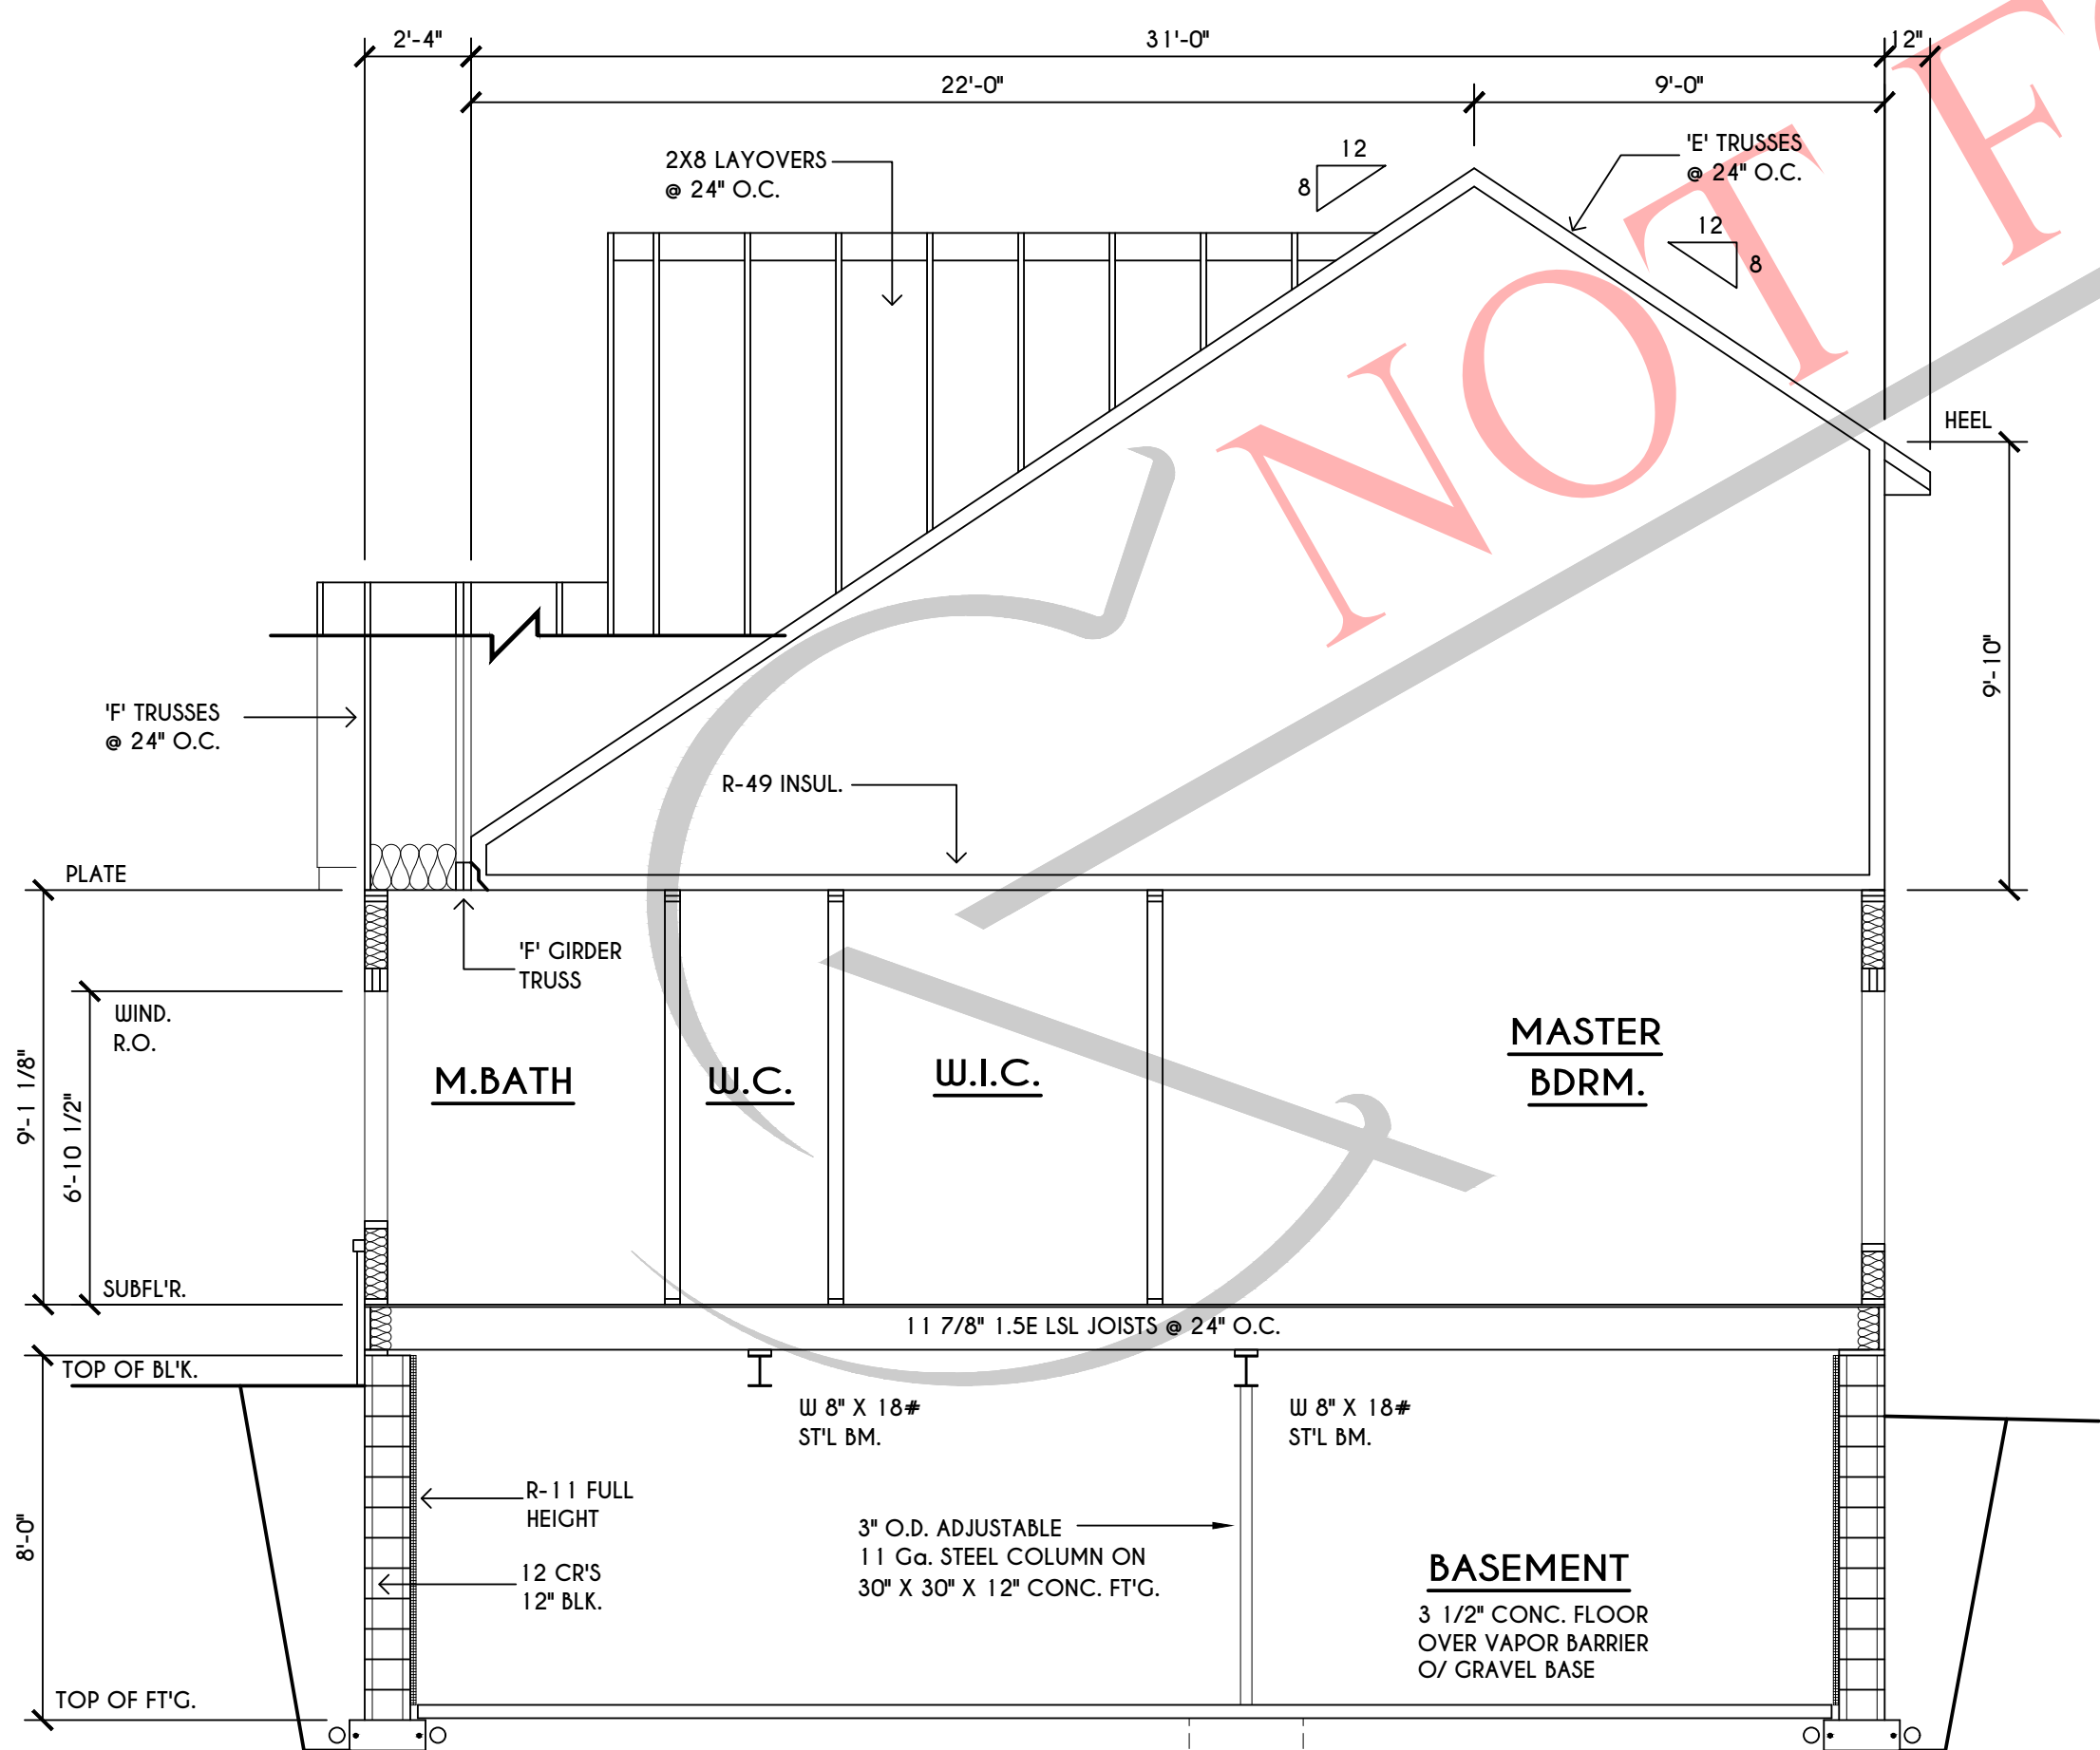 2'-4"
31'-0"
12"
22'-0"
9'-0"
2X8 LAYOVERS
@ 24" O.C.
12
8
'E' TRUSSES
@ 24" O.C.
12
8
NOT
HEEL
9'-10"
'F' TRUSSES
@ 24" O.C.
R-49 INSUL.
PLATE
'F' GIRDER
TRUSS
WIND.
R.O.
9'-1 1/8"
6'-10 1/2"
M.BATH
W.C.
W.I.C.
MASTER
BDRM.
SUBFL'R.
11 7/8" 1.5E LSL JOISTS @ 24" O.C.
TOP OF BL'K.
W 8" X 18#
ST'L BM.
W 8" X 18#
ST'L BM.
R-11 FULL
HEIGHT
8'-0"
12 CR'S
12" BLK.
3" O.D. ADJUSTABLE
11 Ga. STEEL COLUMN ON
30" X 30" X 12" CONC. FT'G.
BASEMENT
3 1/2" CONC. FLOOR
OVER VAPOR BARRIER
O/ GRAVEL BASE
TOP OF FT'G.